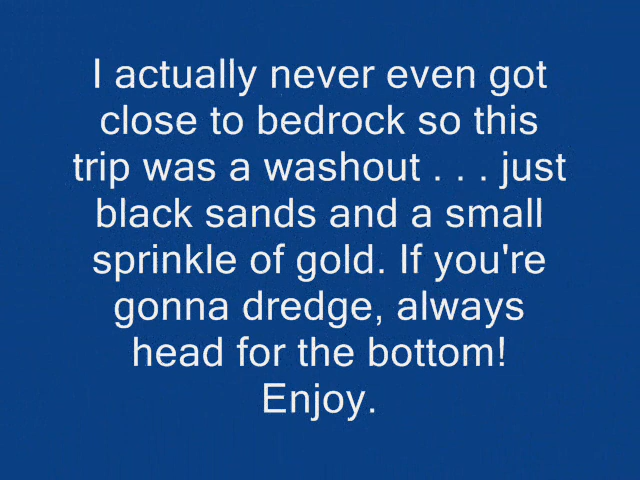 I actually never even got
close to bedrock so this
trip was a washout . . . just
black sands and a small
sprinkle of gold. If you're
gonna dredge, always
head for the bottom!
Enjoy.